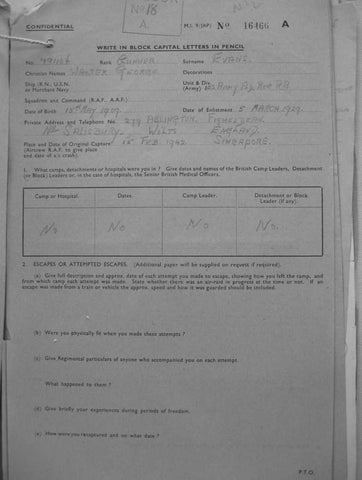 No 18
A.
CONFIDENTIAL
M.I. 9/JAP) No 16466 A
WRITE IN BLOCK CAPITAL LETTERS IN PENCIL
No. Rank GUNNER Surname EVANS.
Christian Names WALTER GEORGE Decorations
Ship (R.N., U.S.N. or Merchant Navy Unit & Div. (Army)
Squadron and Command (R.A.F., A.A.F.)
Date of Birth 15th MAY 1907. Date of Enlistment 5 MARCH 1929.
Private Address and Telephone No. 279 ABLINGTON, FIGHELDEAN,
Nr SALISBURY, WILTS ENGLAND.
Place and Date of Original Capture 15 FEB. 1942 SINGAPORE.
(Aircrew R.A.F. to give place
and date of a/c crash).
1. What camps, detachments or hospitals were you in ? Give dates and names of the British Camp Leaders, Detachment
(or Block) Leaders or, in case of hospitals, the Senior British Medical Officers.
Camp or Hospital. Dates. Camp Leader. Detachment or Block Leader (if any).
No No No No.
2. ESCAPES OR ATTEMPTED ESCAPES. (Additional paper will be supplied on request if required).
(a) Give full description and approx. date of each attempt you made to escape, showing how you left the camp, and
from which camp each attempt was made. State whether there was an air-raid in progress at the time or not. If an
escape was made from a train or vehicle the approx. speed and how it was guarded should be included.
(b) Were you physically fit when you made these attempts ?
(c) Give Regimental particulars of anyone who accompanied you on each attempt.
What happened to them ?
(d) Give briefly your experiences during periods of freedom.
(e) How were you recaptured and on what date ?
P.T.O.